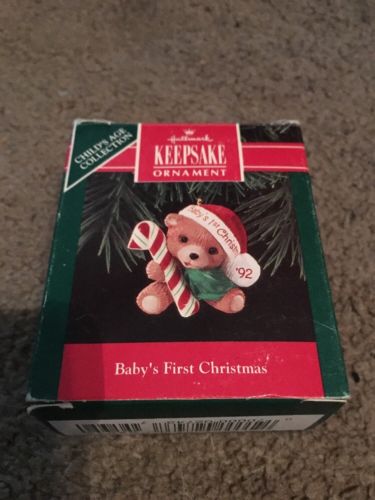 CHILD'S AGE
COLLECTION
Hallmark
KEEPSAKE
ORNAMENT
Baby's 1st Christmas
'92
Baby's First Christmas